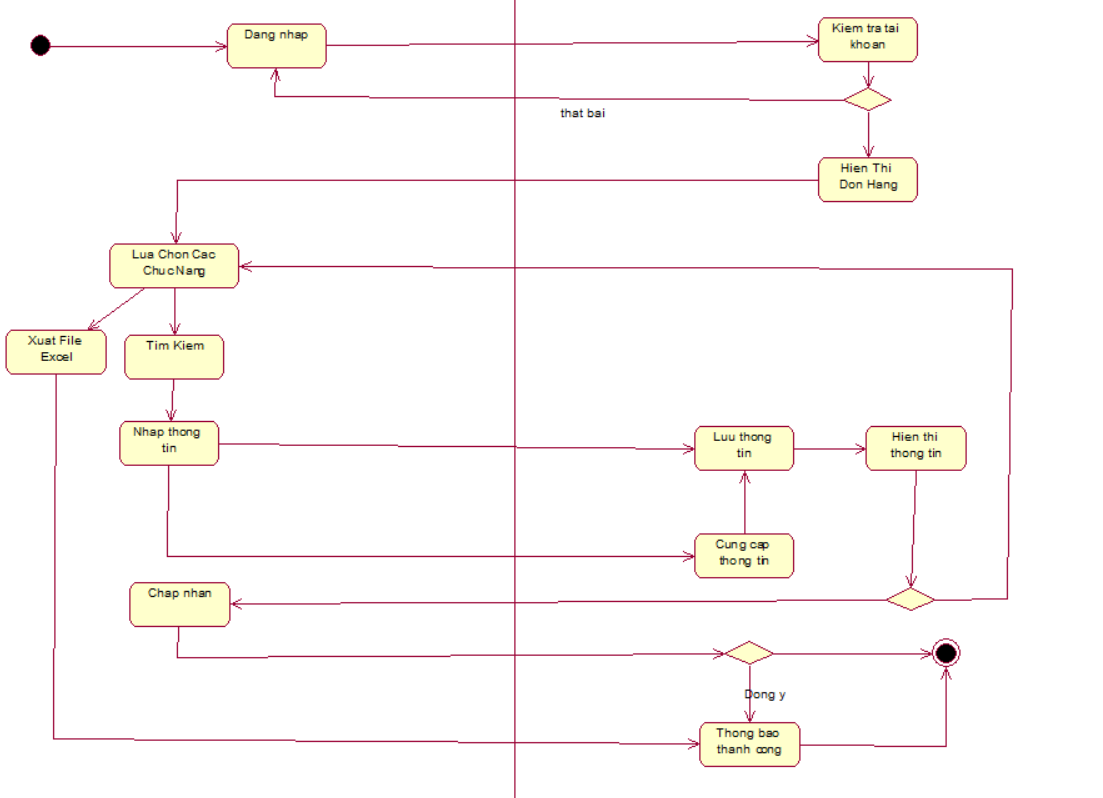 Dang nhap
Kiem tra tai
khoan
that bai
Hien Thi
Don Hang
Lua Chon Cac
Chuc Nang
Xuat File
Excel
Tim Kiem
Nhap thong
tin
Luu thong
tin
Hien thi
thong tin
Cung cap
thong tin
Chap nhan
Dong y
Thong bao
thanh cong